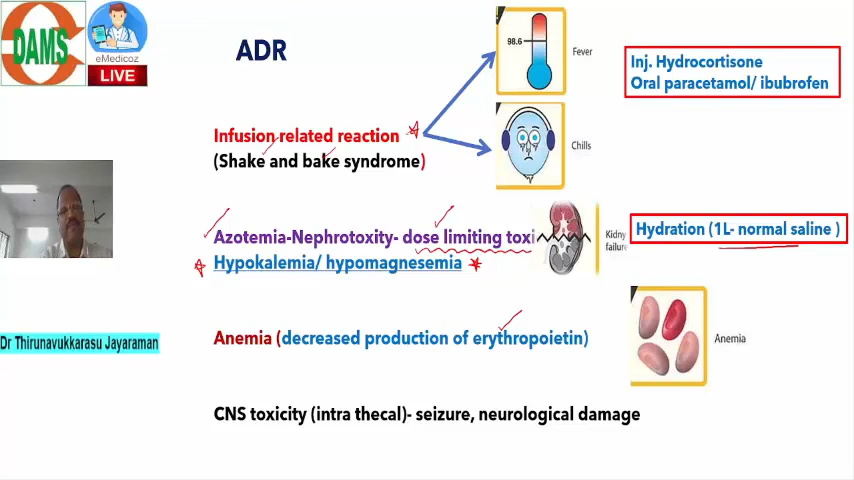 DAMS
eMedicoz
LIVE
ADR
98.6
Fever
Inj. Hydrocortisone
Oral paracetamol/ ibubrofen
Infusion related reaction
(Shake and bake syndrome)
Chills
Azotemia-Nephrotoxity- dose limiting toxi
Hypokalemia/ hypomagnesemia
Kidny
failure
Hydration (1L- normal saline )
Dr Thirunavukkarasu Jayaraman
Anemia (decreased production of erythropoietin)
Anemia
CNS toxicity (intra thecal)- seizure, neurological damage